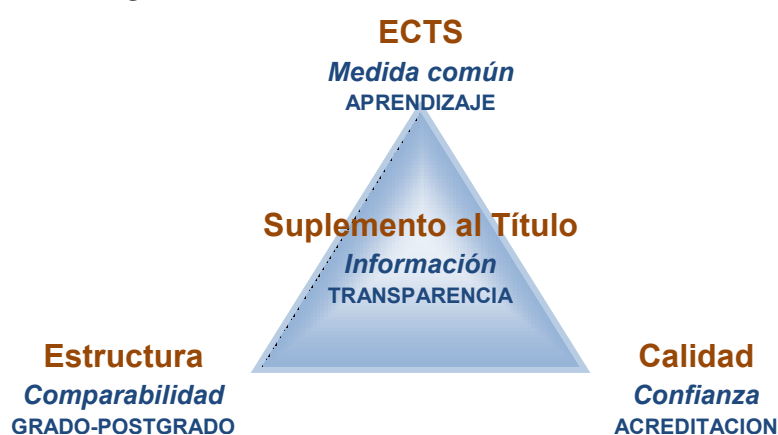 ECTS
Medida común
APRENDIZAJE
Suplemento al Título
Información
TRANSPARENCIA
Estructura
Comparabilidad
GRADO-POSTGRADO
Calidad
Confianza
ACREDITACION